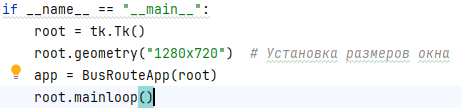 if __name__ == "__main__":
    root = tk.Tk()
    root.geometry("1280x720")  # Установка размеров окна
    app = BusRouteApp(root)
    root.mainloop()